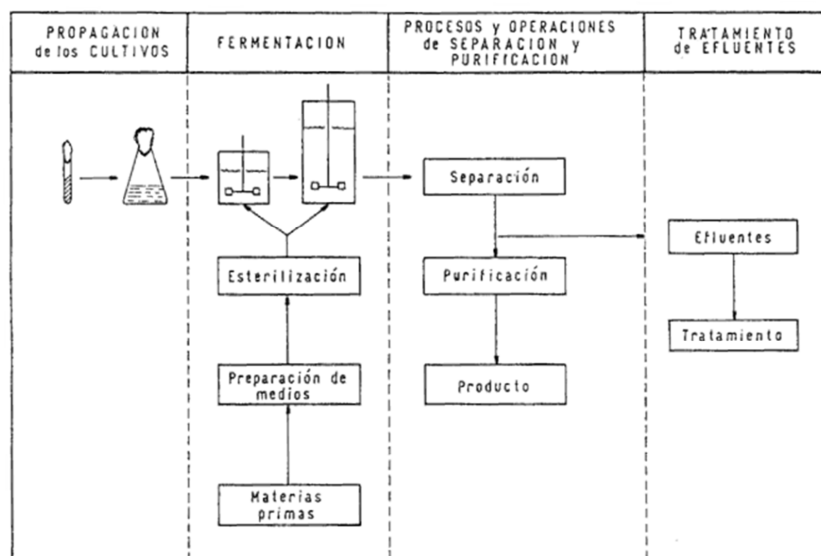 PROPAGACION
de los CULTIVOS
FERMENTACION
PROCESOS y OPERACIONES
de SEPARACION y
PURIFICACION
TRATAMIENTO
de EFLUENTES
Separación
Efluentes
Esterilización
Purificación
Tratamiento
Preparación de
medios
Producto
Materias
primas